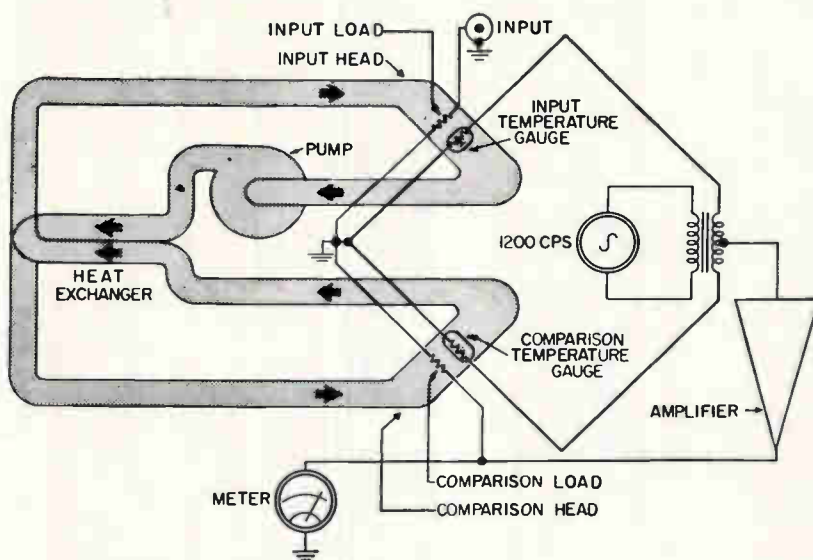 INPUT LOAD
INPUT
INPUT HEAD
INPUT
TEMPERATURE
GAUGE
PUMP
1200 CPS
HEAT
EXCHANGER
COMPARISON
TEMPERATURE
GAUGE
AMPLIFIER
METER
COMPARISON LOAD
COMPARISON HEAD